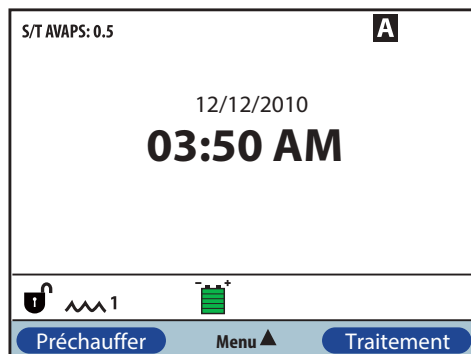 S/T AVAPS: 0.5 A
12/12/2010
03:50 AM
1
- +
Préchauffer Menu ▲ Traitement